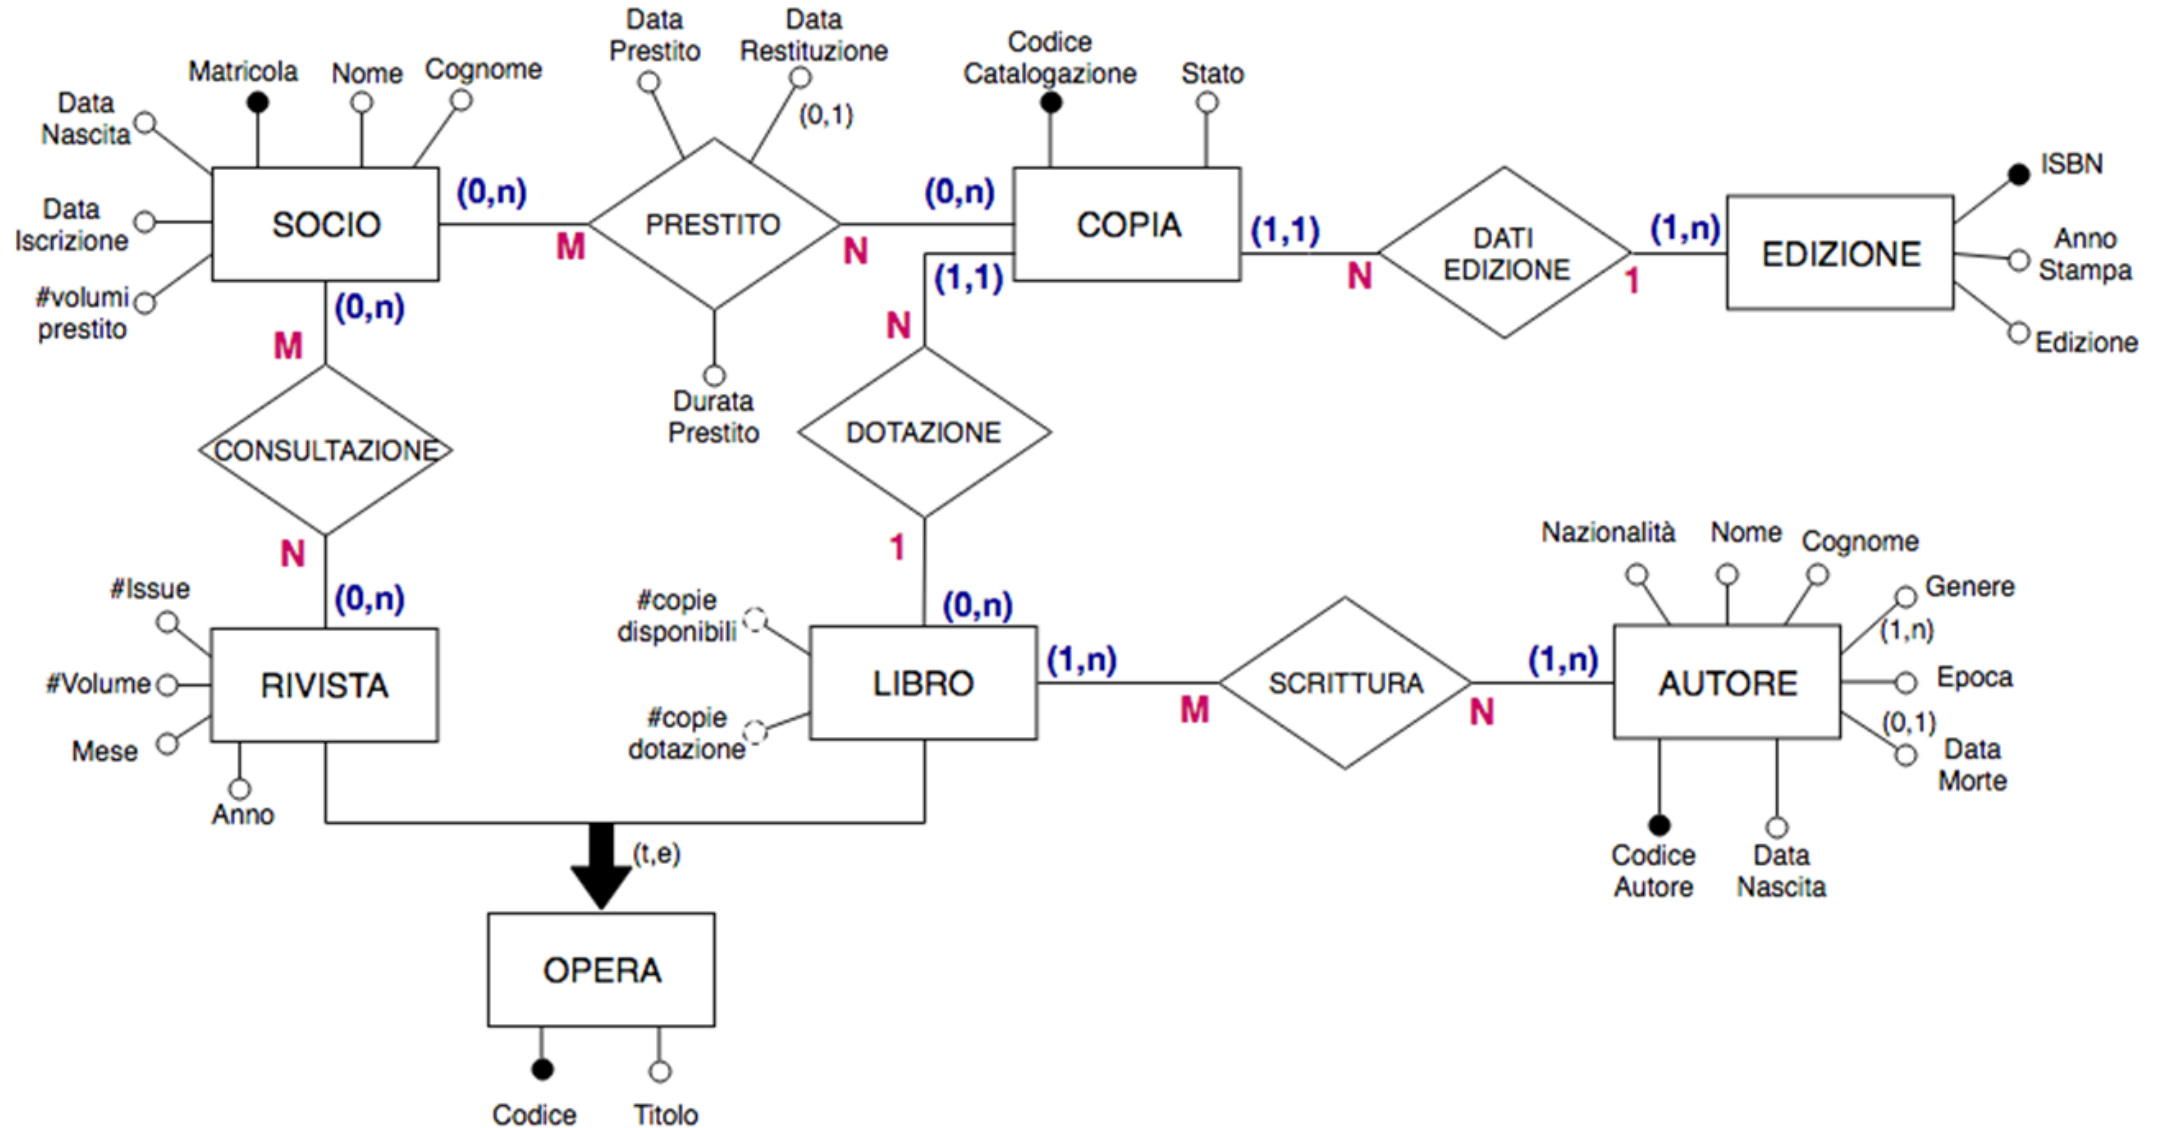 Data
Prestito
Data
Restituzione
(0,1)
Codice
Catalogazione
Stato
Matricola
Nome
Cognome
Data
Nascita
Data
Iscrizione
#volumi
prestito
SOCIO
(0,n)
M
PRESTITO
N
(0,n)
COPIA
(1,1)
N
DATI
EDIZIONE
1
(1,n)
EDIZIONE
ISBN
Anno
Stampa
Edizione
(0,n)
M
CONSULTAZIONE
N
(0,n)
Durata
Prestito
(1,1)
N
DOTAZIONE
1
(0,n)
#Issue
#Volume
Mese
Anno
RIVISTA
#copie
disponibili
#copie
dotazione
LIBRO
(1,n)
M
SCRITTURA
N
(1,n)
AUTORE
Nazionalità
Nome
Cognome
Genere
(1,n)
Epoca
(0,1)
Data
Morte
Codice
Autore
Data
Nascita
(t,e)
OPERA
Codice
Titolo